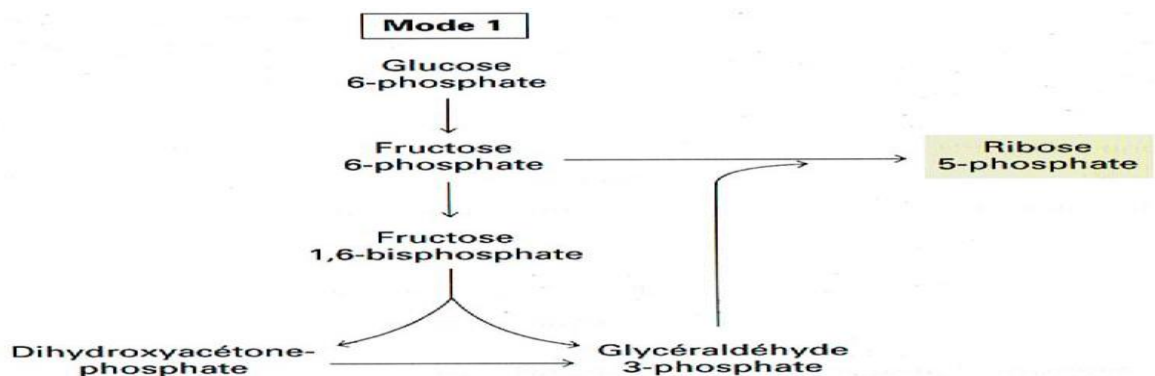 Mode 1
Glucose
6-phosphate
Fructose
6-phosphate
Ribose
5-phosphate
Fructose
1,6-bisphosphate
Dihydroxyacétone-
phosphate
Glycéraldéhyde
3-phosphate